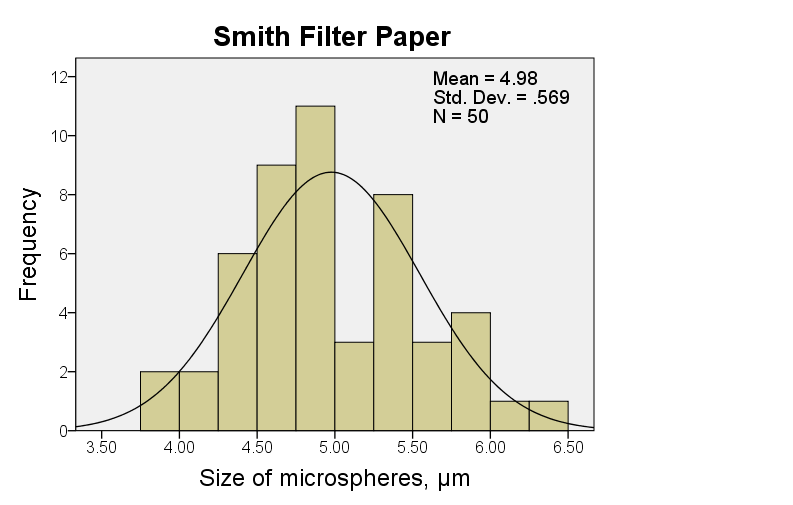 Smith Filter Paper
Mean = 4.98
Std. Dev. = .569
N = 50
12
10
8
6
4
2
0
Frequency
3.50 4.00 4.50 5.00 5.50 6.00 6.50
Size of microspheres, µm